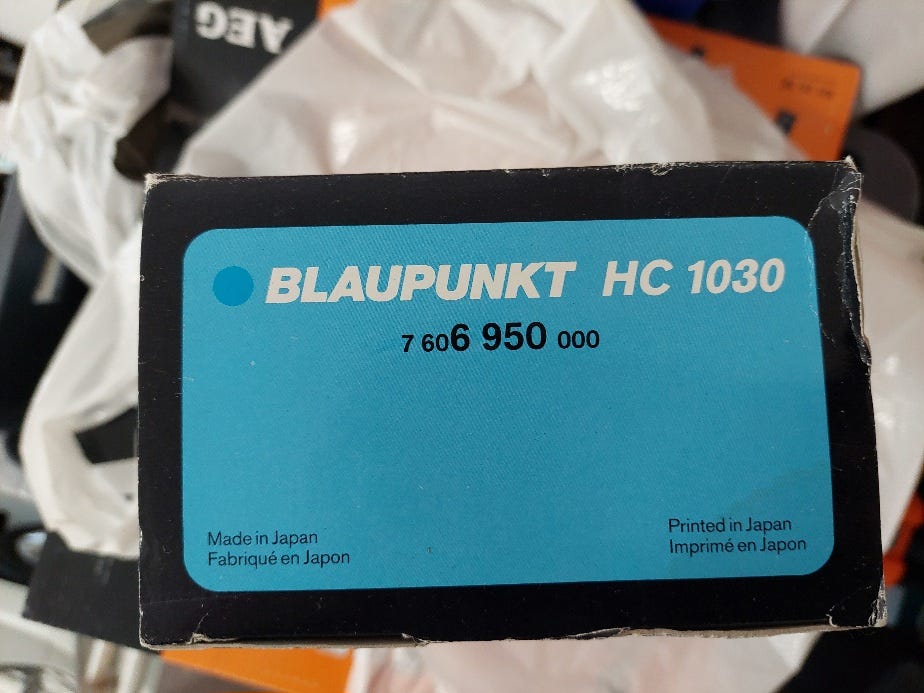 AEG
BLAUPUNKT HC 1030
7 606 950 000
Made in Japan
Fabriqué en Japon
Printed in Japan
Imprimé en Japon